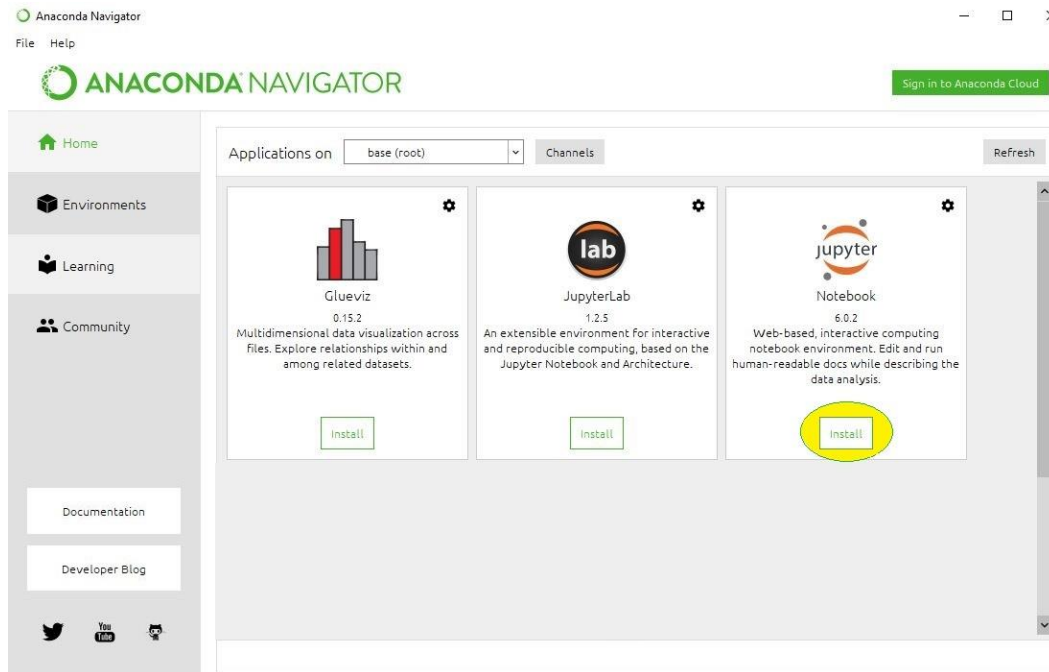 Anaconda Navigator
File Help
ANACONDA NAVIGATOR
Sign in to Anaconda Cloud
Home
Environments
Learning
Community
Documentation
Developer Blog
You
Tube
Applications on base (root) Channels Refresh
Glueviz
0.15.2
Multidimensional data visualization across
files. Explore relationships within and
among related datasets.
Install
lab
JupyterLab
1.2.5
An extensible environment for interactive
and reproducible computing, based on the
Jupyter Notebook and Architecture.
Install
jupyter
Notebook
6.0.2
Web-based, interactive computing
notebook environment. Edit and run
human-readable docs while describing the
data analysis.
Install